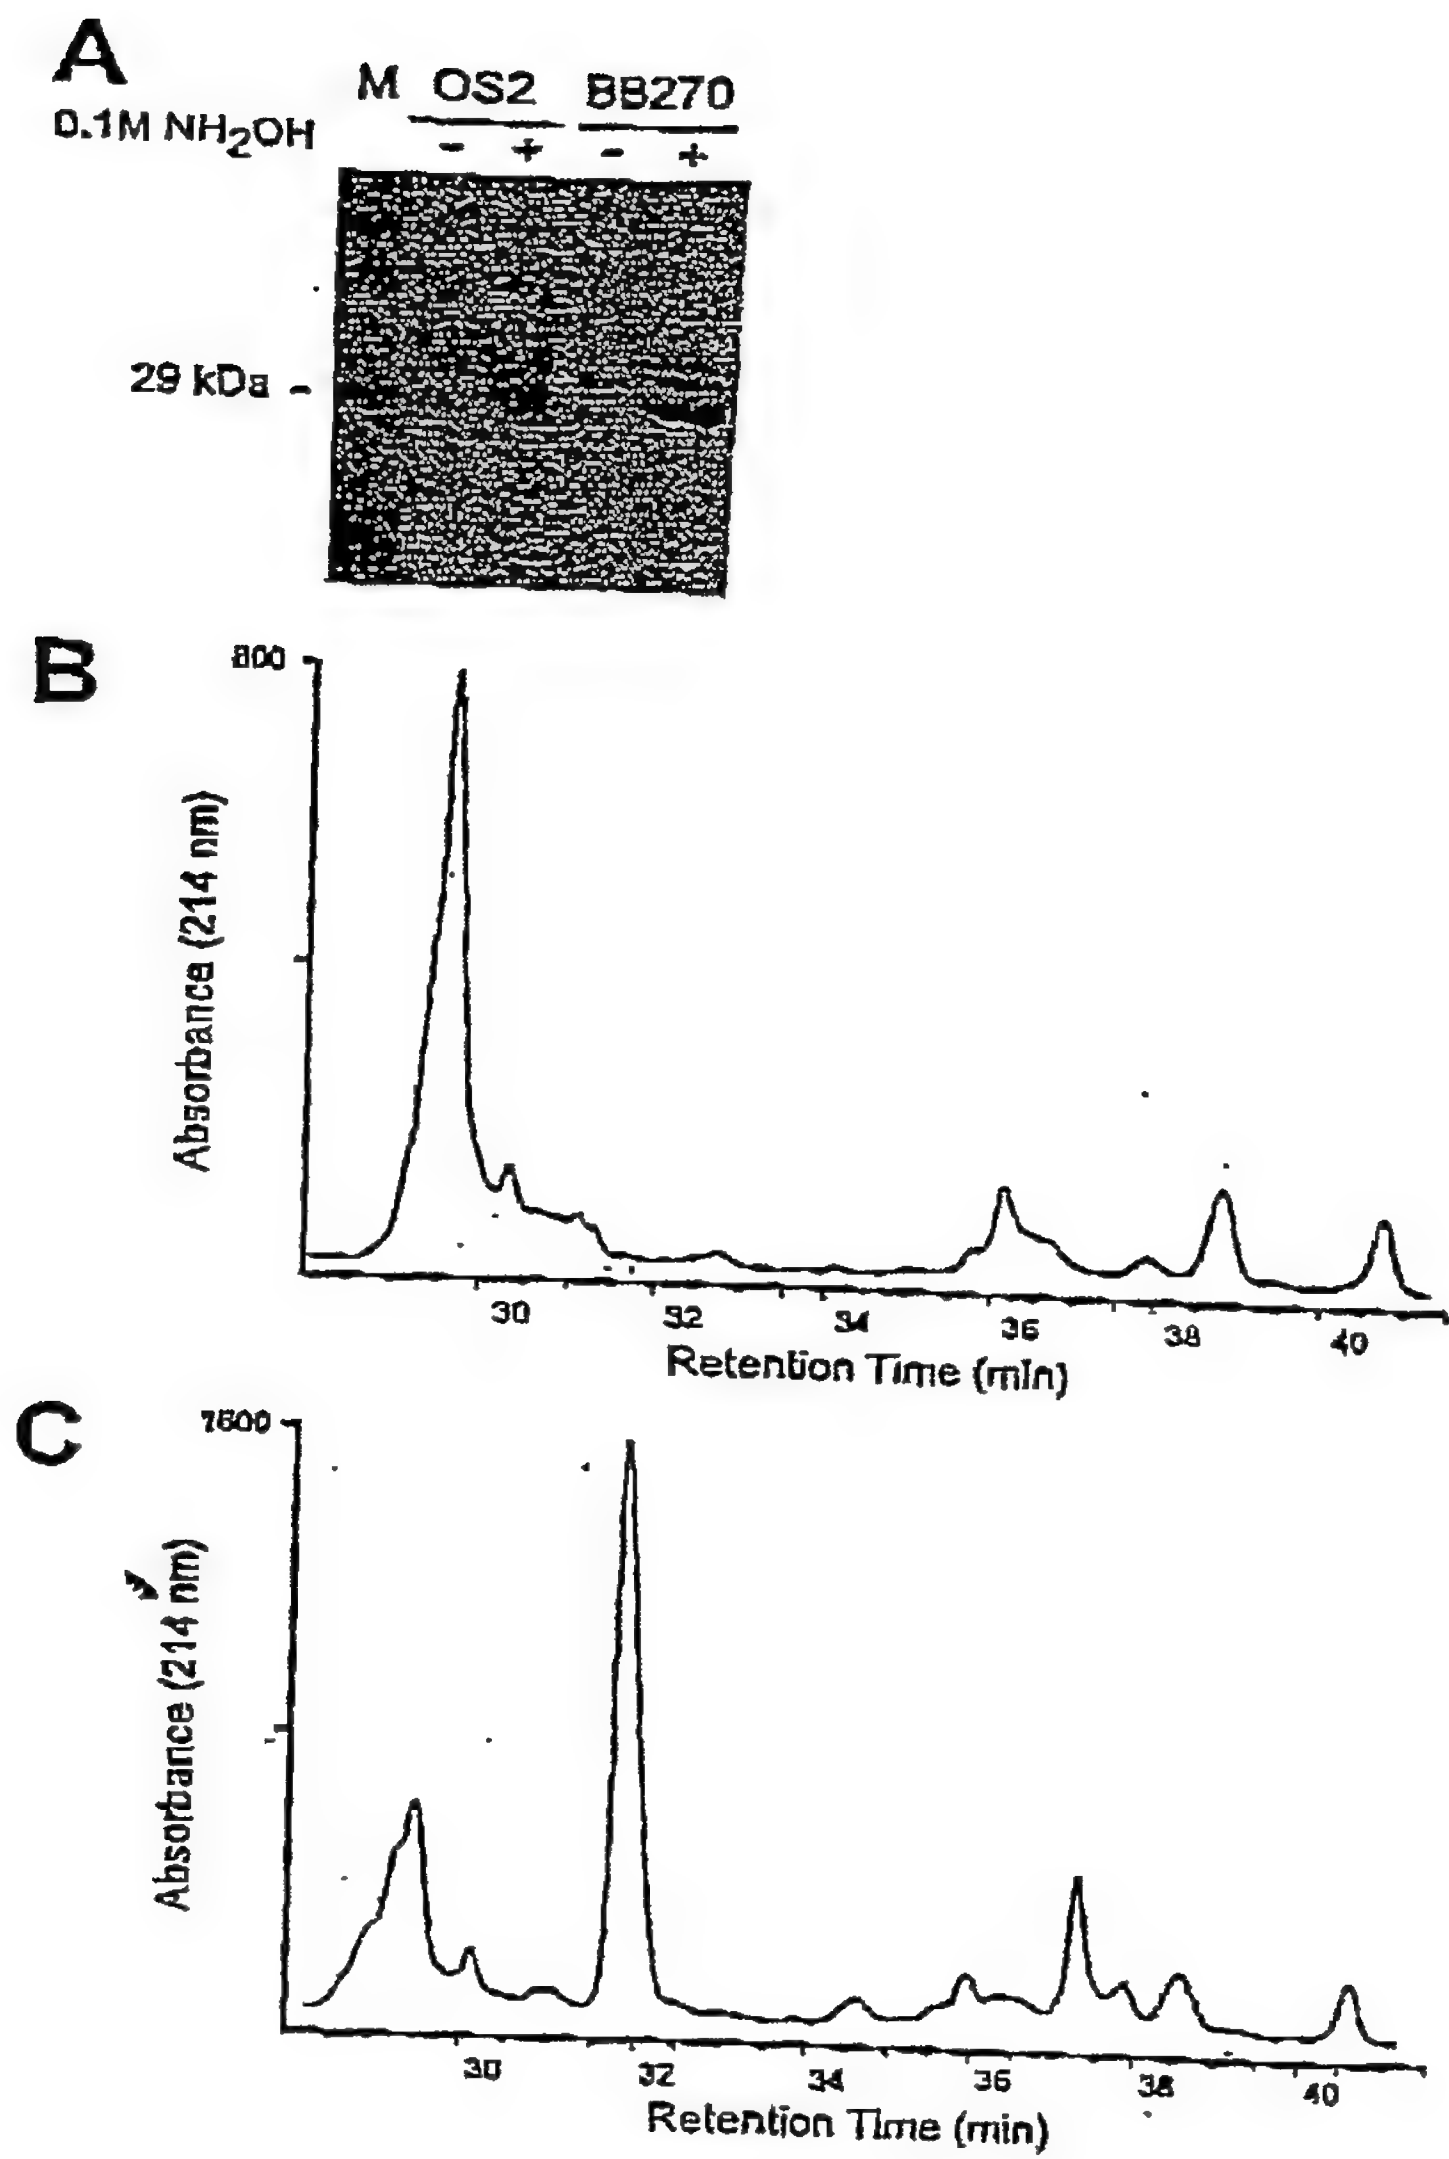 A
M OS2 BB270
0.1M NH2OH
- + - +
29 kDa -
B
800
Absorbance (214 nm)
30 32 34 36 38 40
Retention Time (min)
C
7600
Absorbance (214 nm)
30 32 34 36 38 40
Retention Time (min)